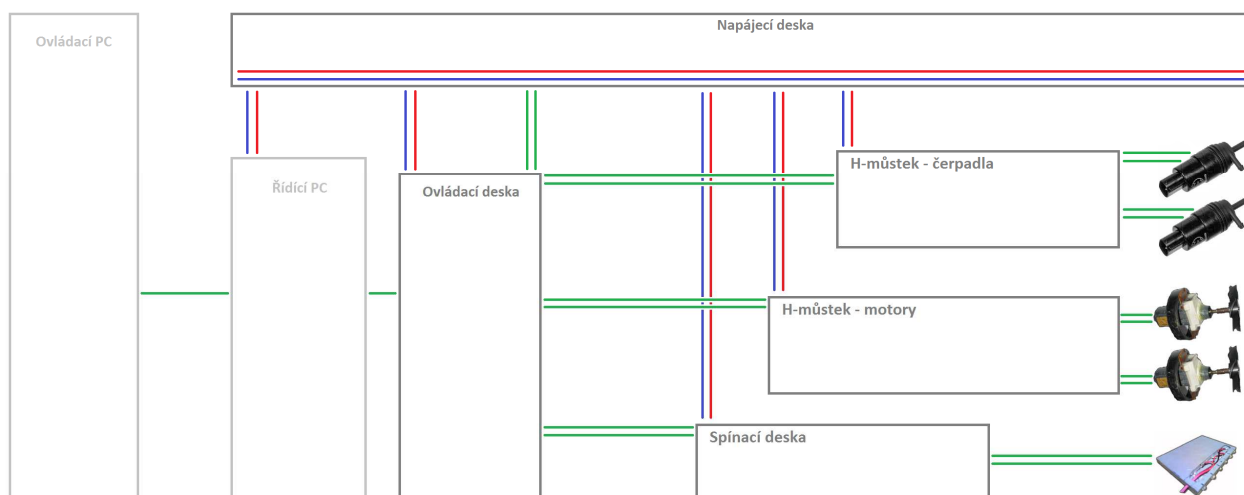 Ovládací PC
Napájecí deska
Řídící PC
Ovládací deska
H-můstek - čerpadla
H-můstek - motory
Spínací deska